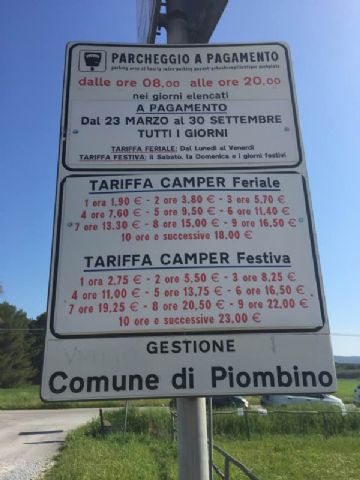 PARCHEGGIO A PAGAMENTO
dalle ore 08,00 alle ore 20,00
nei giorni elencati
A PAGAMENTO
Dal 23 MARZO al 30 SETTEMBRE
TUTTI I GIORNI
TARIFFA FERIALE: Dal Lunedì al Venerdì
TARIFFA FESTIVA: il Sabato, la Domenica e i giorni festivi
TARIFFA CAMPER Feriale
1 ora 1,90 € - 2 ore 3,80 € - 3 ore 5,70 €
4 ore 7,60 € - 5 ore 9,50 € - 6 ore 11,40 €
7 ore 13,30 € - 8 ore 15,00 € - 9 ore 16,50 €
10 ore e successive 18,00 €
TARIFFA CAMPER Festiva
1 ora 2,75 € - 2 ore 5,50 € - 3 ore 8,25 €
4 ore 11,00 € - 5 ore 13,75 € - 6 ore 16,50 €
7 ore 19,25 € - 8 ore 20,50 € - 9 ore 22,00 €
10 ore e successive 23,00 €
GESTIONE
Comune di Piombino